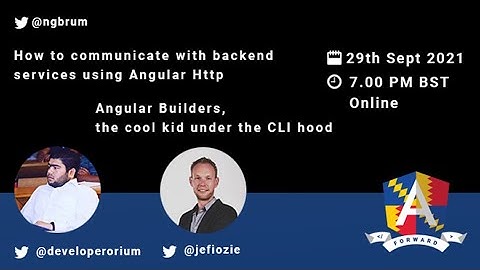 @ngbrum
How to communicate with backend
services using Angular Http
29th Sept 2021
7.00 PM BST
Online
Angular Builders,
the cool kid under the CLI hood
@developerorium
@jefiozie
A
</>
FORWARD